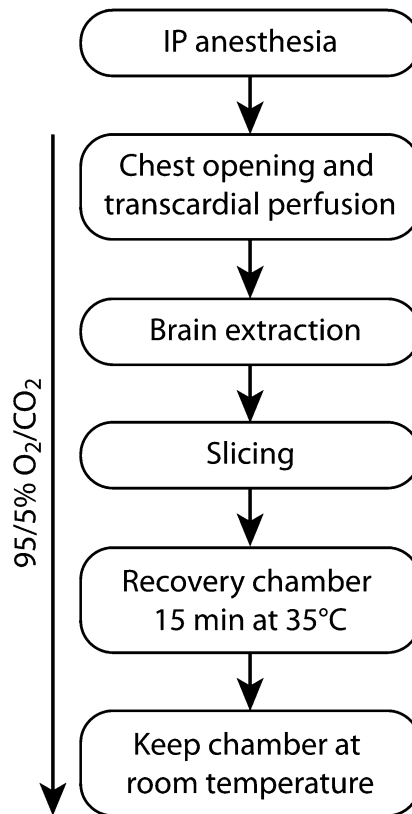 IP anesthesia
Chest opening and
transcardial perfusion
Brain extraction
Slicing
Recovery chamber
15 min at 35°C
Keep chamber at
room temperature
95/5% O₂/CO₂